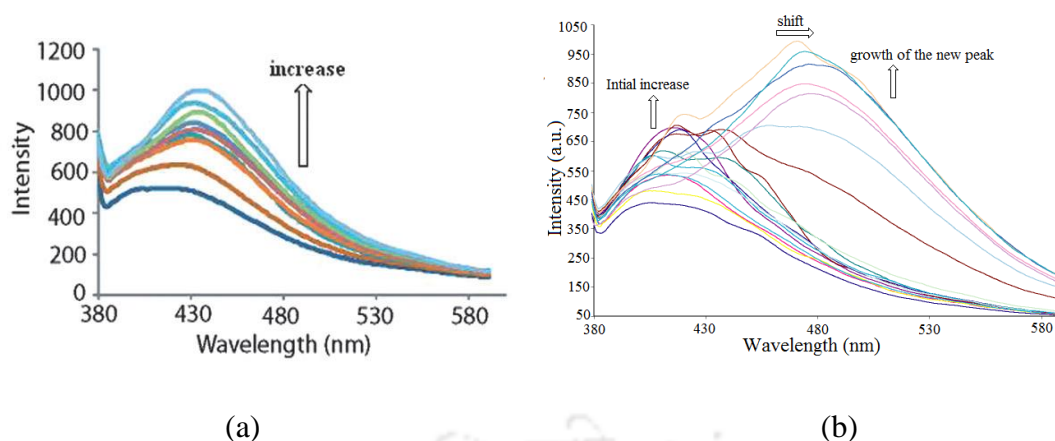 1200
1000
800
600
400
200
0
380
430
480
530
580
Intensity
Wavelength (nm)
increase
(a)
1050
950
850
750
650
550
450
350
250
150
50
380
430
480
530
580
Intensity (a.u.)
Wavelength (nm)
shift
growth of the new peak
Intial increase
(b)